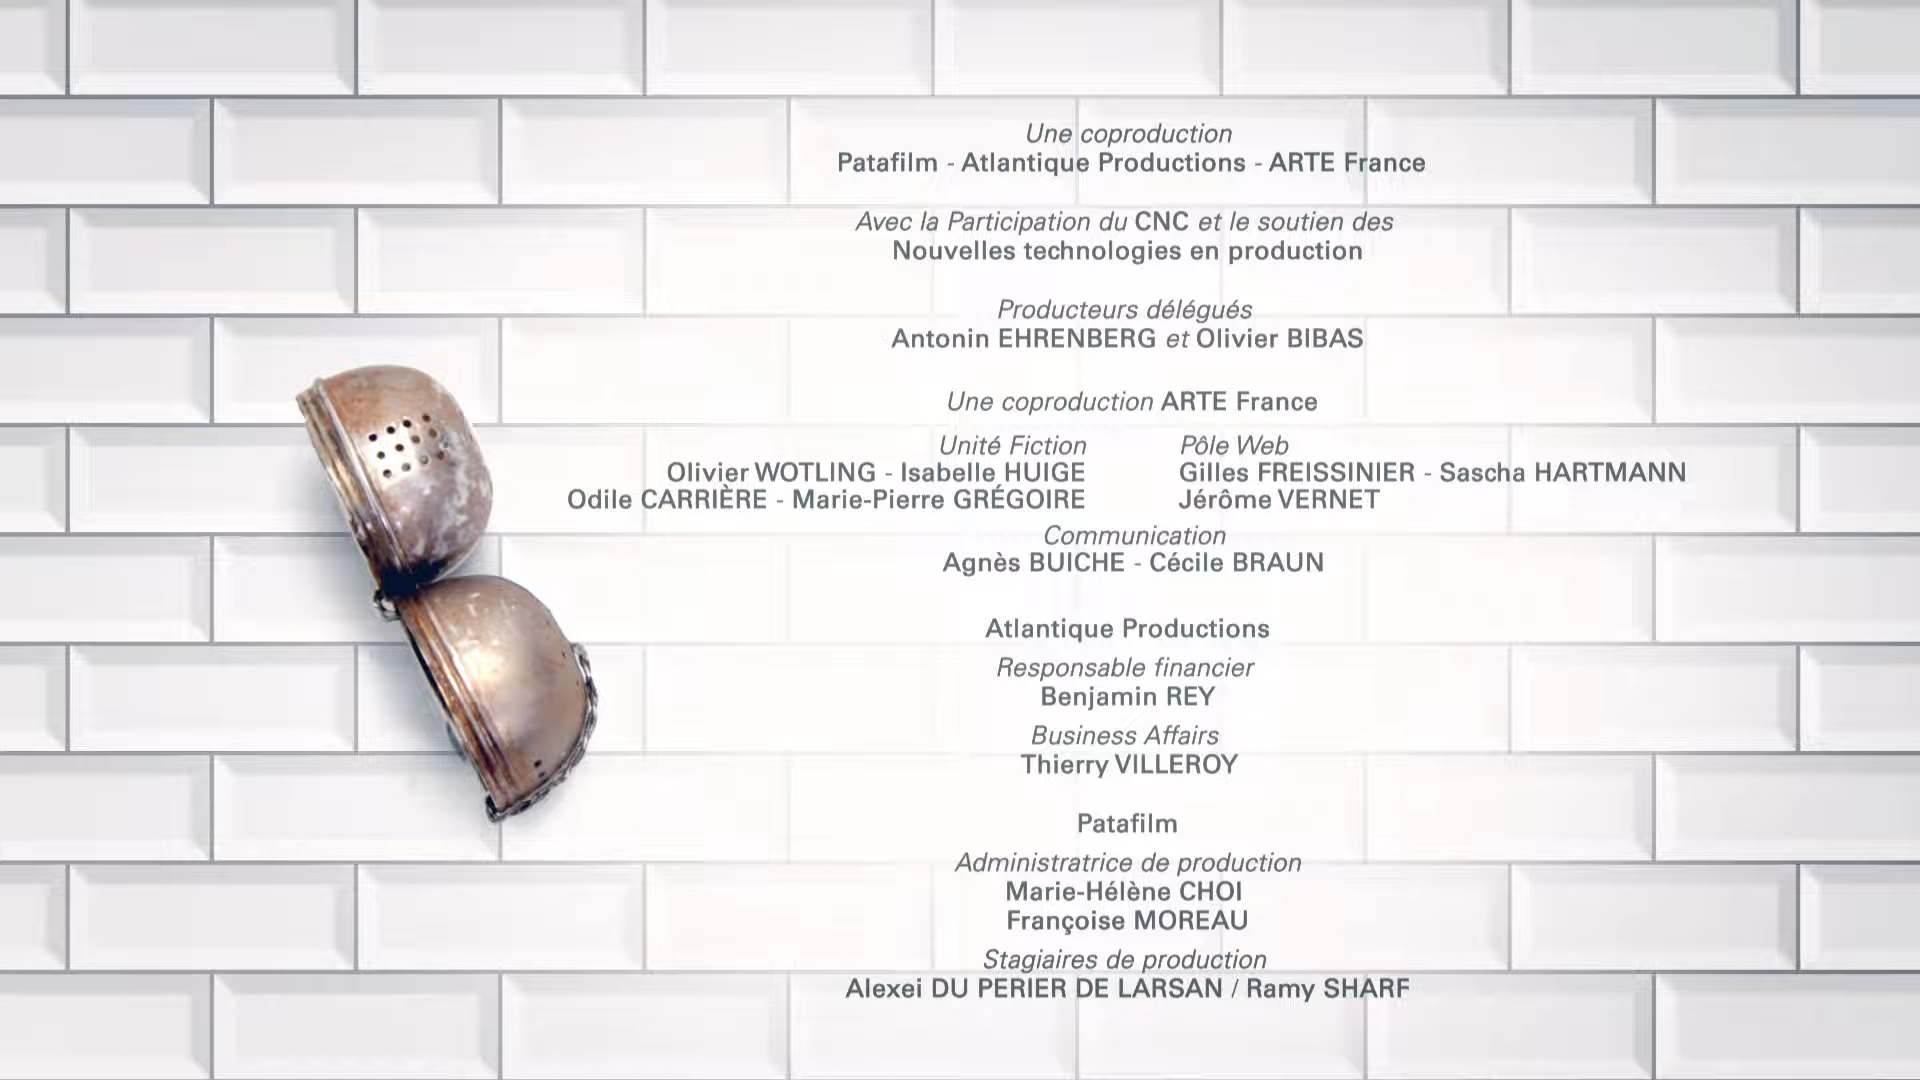 Une coproduction
Patafilm - Atlantique Productions - ARTE France
Avec la Participation du CNC et le soutien des
Nouvelles technologies en production
Producteurs délégués
Antonin EHRENBERG et Olivier BIBAS
Une coproduction ARTE France
Unité Fiction
Olivier WOTLING - Isabelle HUIGE
Odile CARRIÈRE - Marie-Pierre GRÉGOIRE
Pôle Web
Gilles FREISSINIER - Sascha HARTMANN
Jérôme VERNET
Communication
Agnès BUICHE - Cécile BRAUN
Atlantique Productions
Responsable financier
Benjamin REY
Business Affairs
Thierry VILLEROY
Patafilm
Administratrice de production
Marie-Hélène CHOI
Françoise MOREAU
Stagiaires de production
Alexei DU PERIER DE LARSAN / Ramy SHARF